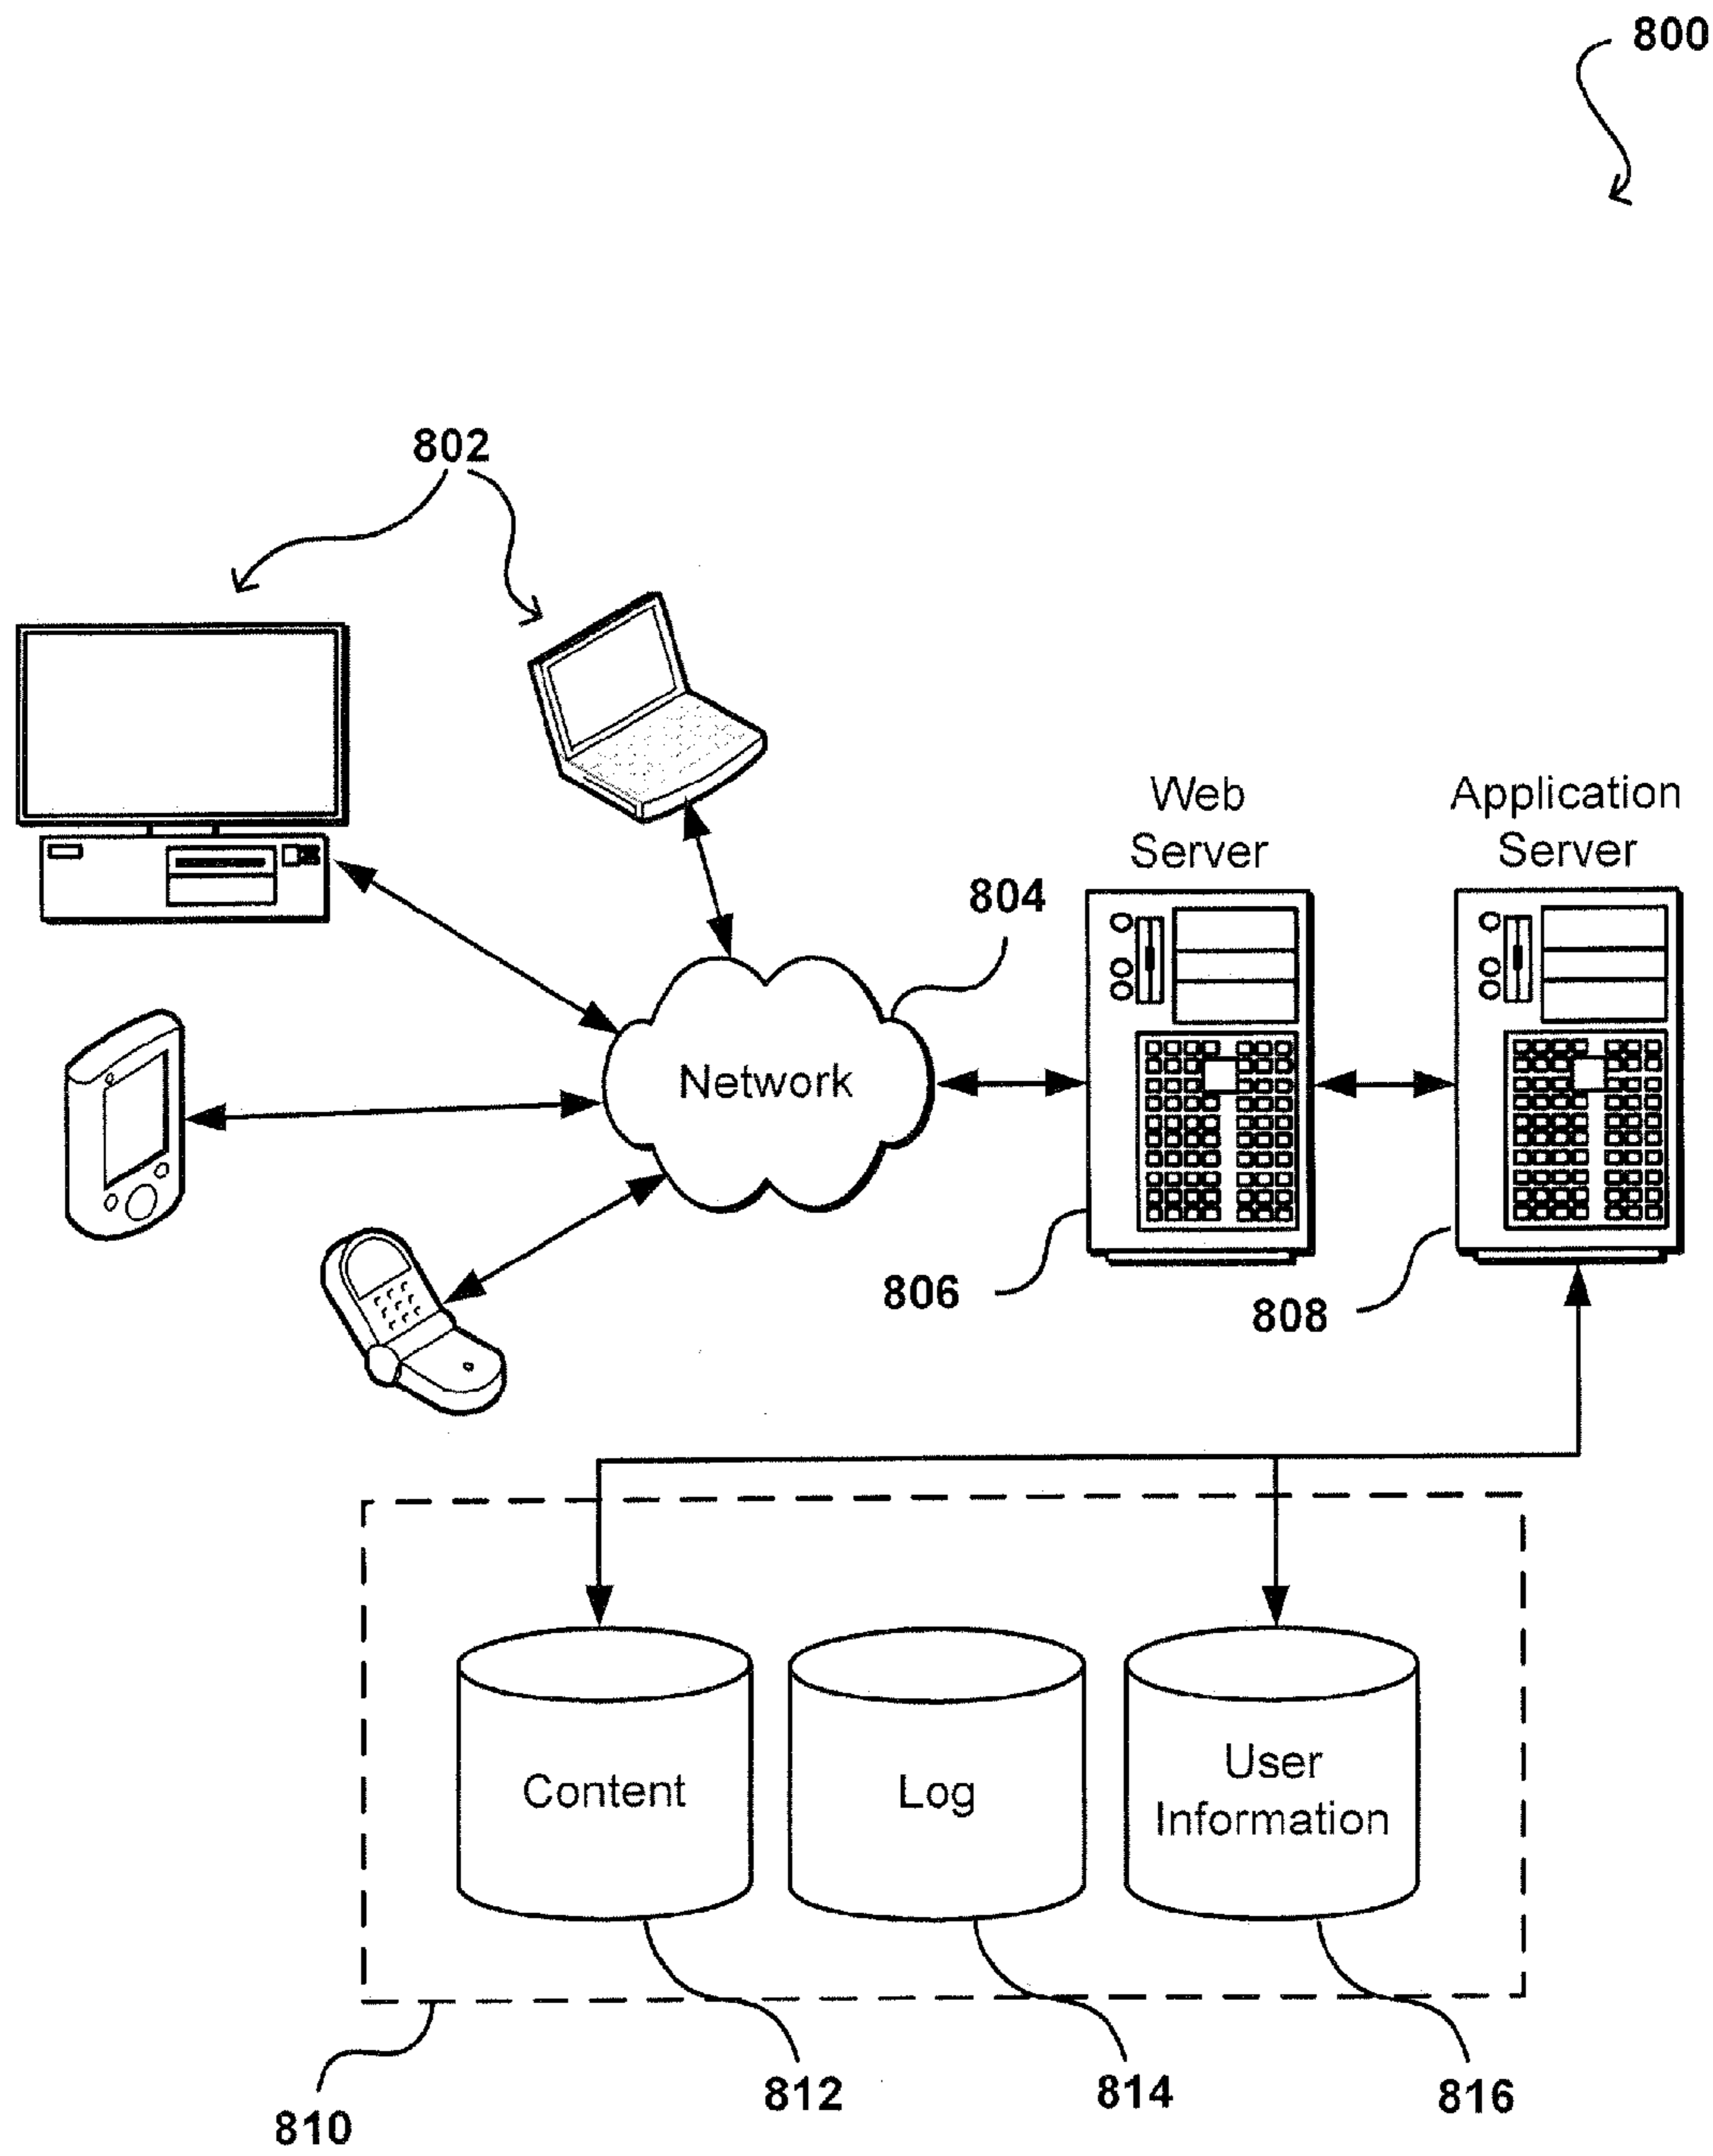 800
802
Web
Server
Application
Server
804
Network
806
808
Content
Log
User
Information
812
814
816
810